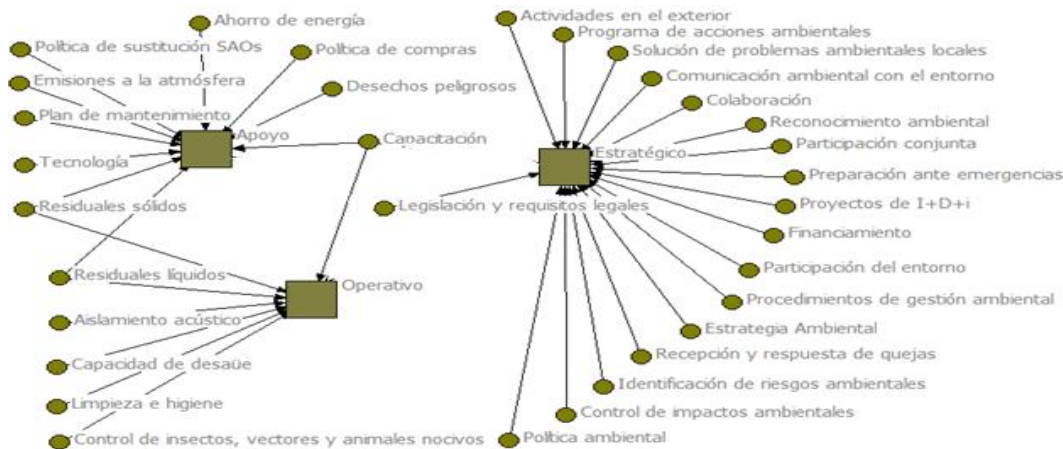 Ahorro de energía
Política de sustitución SAOs
Política de compras
Emisiones a la atmósfera
Desechos peligrosos
Plan de mantenimiento
Apoyo
Capacitación
Tecnología
Residuales sólidos
Residuales líquidos
Operativo
Aislamiento acústico
Capacidad de desaüe
Limpieza e higiene
Control de insectos, vectores y animales nocivos
Actividades en el exterior
Programa de acciones ambientales
Solución de problemas ambientales locales
Comunicación ambiental con el entorno
Colaboración
Reconocimiento ambiental
Participación conjunta
Estratégico
Preparación ante emergencias
Legislación y requisitos legales
Proyectos de I+D+i
Financiamiento
Participación del entorno
Procedimientos de gestión ambiental
Estrategia Ambiental
Recepción y respuesta de quejas
Identificación de riesgos ambientales
Control de impactos ambientales
Política ambiental